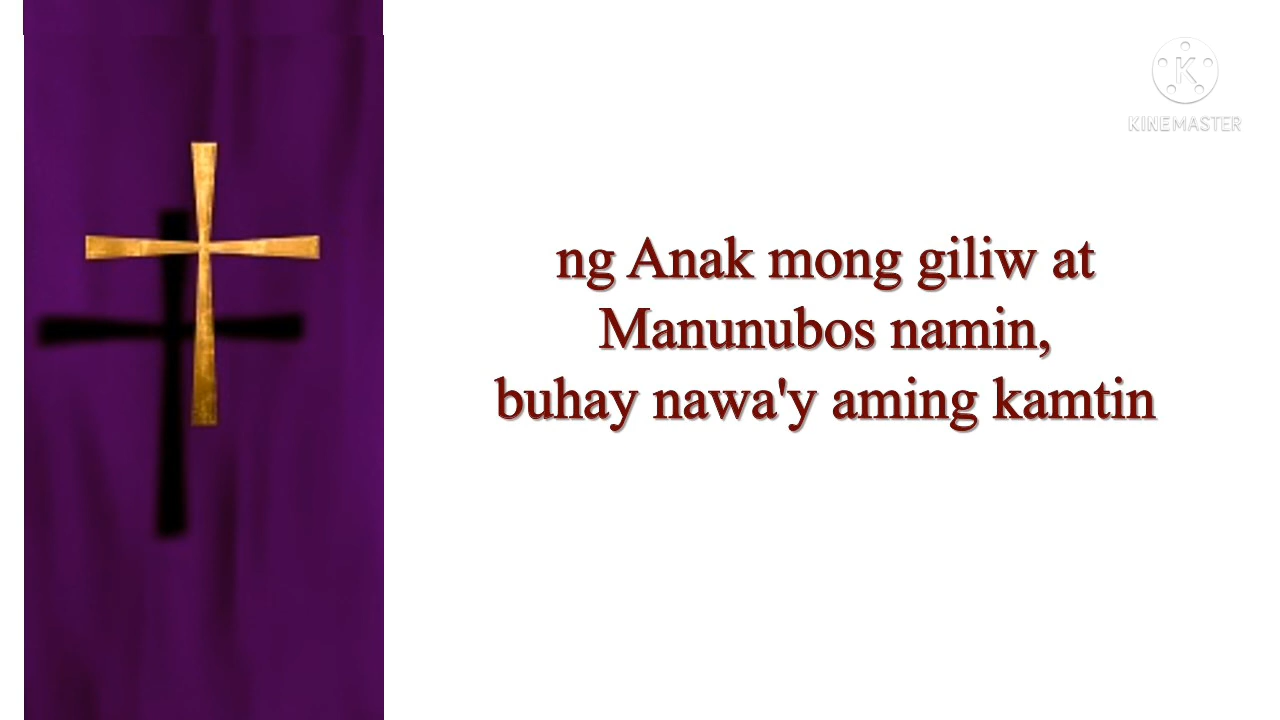 KINEMASTER
ng Anak mong giliw at
Manunubos namin,
buhay nawa'y aming kamtin